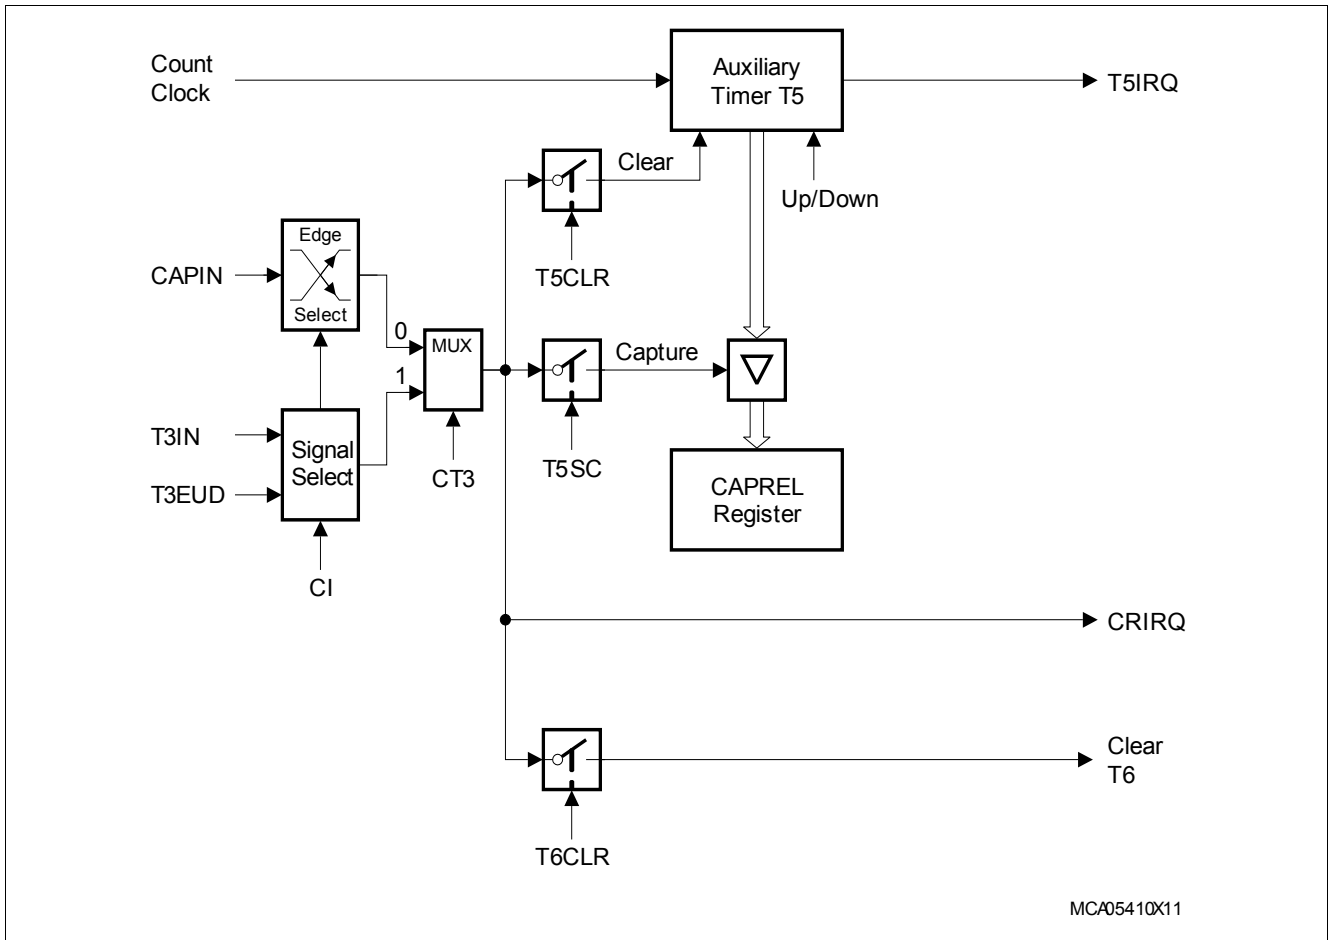 Count
Clock
Auxiliary
Timer T5
T5IRQ
Clear
Up/Down
T5CLR
Edge
Select
CAPIN
0
MUX
1
Capture
T3IN
T3EUD
Signal
Select
CT3
T5SC
CAPREL
Register
CI
CRIRQ
Clear
T6
T6CLR
MCA05410X11